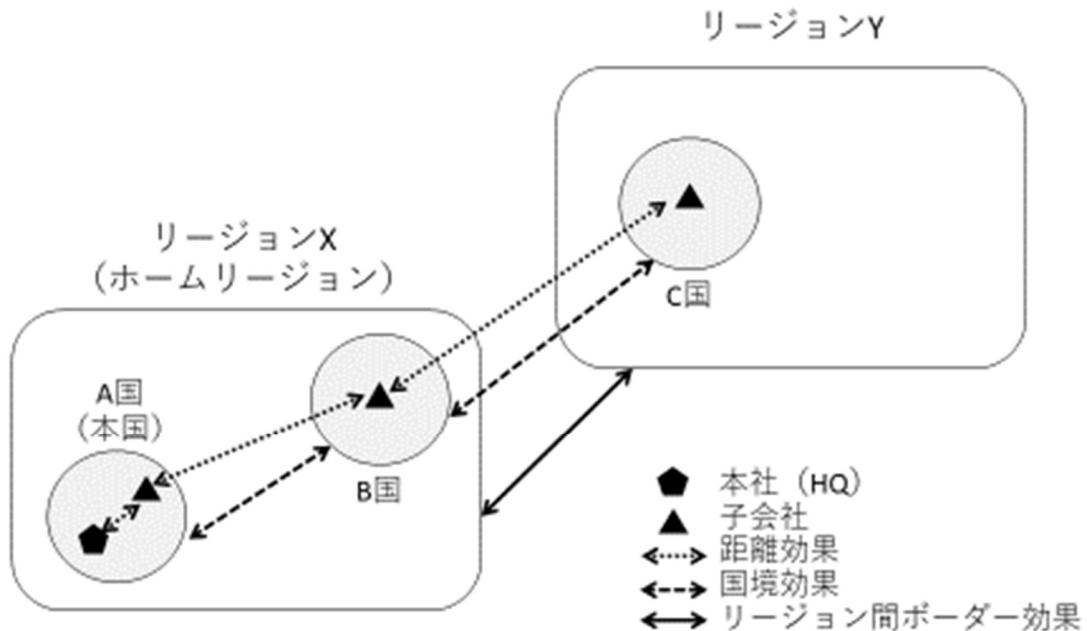 リージョンY
リージョンX
（ホームリージョン）
C国
A国
（本国）
B国
本社（HQ）
子会社
距離効果
国境効果
リージョン間ボーダー効果